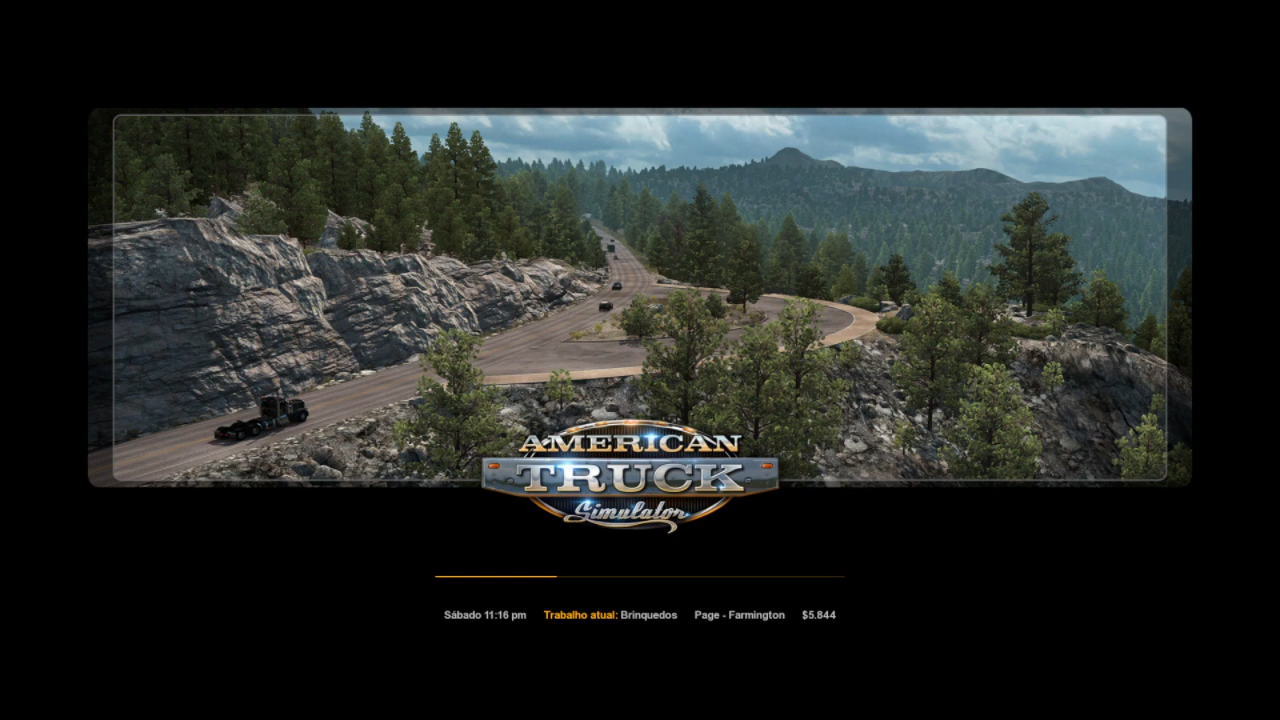 AMERICAN
TRUCK
Simulator
Sábado 11:16 pm Trabalho atual: Brinquedos Page - Farmington $5.844